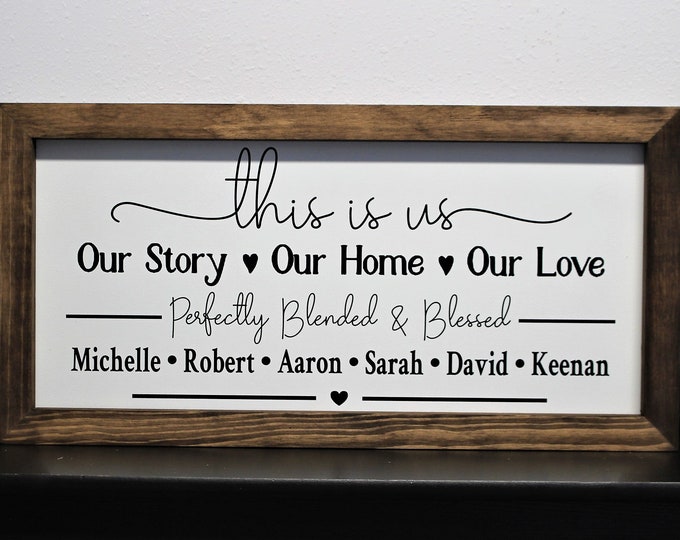 this is us
Our Story ♥ Our Home ♥ Our Love
Perfectly Blended & Blessed
Michelle • Robert • Aaron • Sarah • David • Keenan